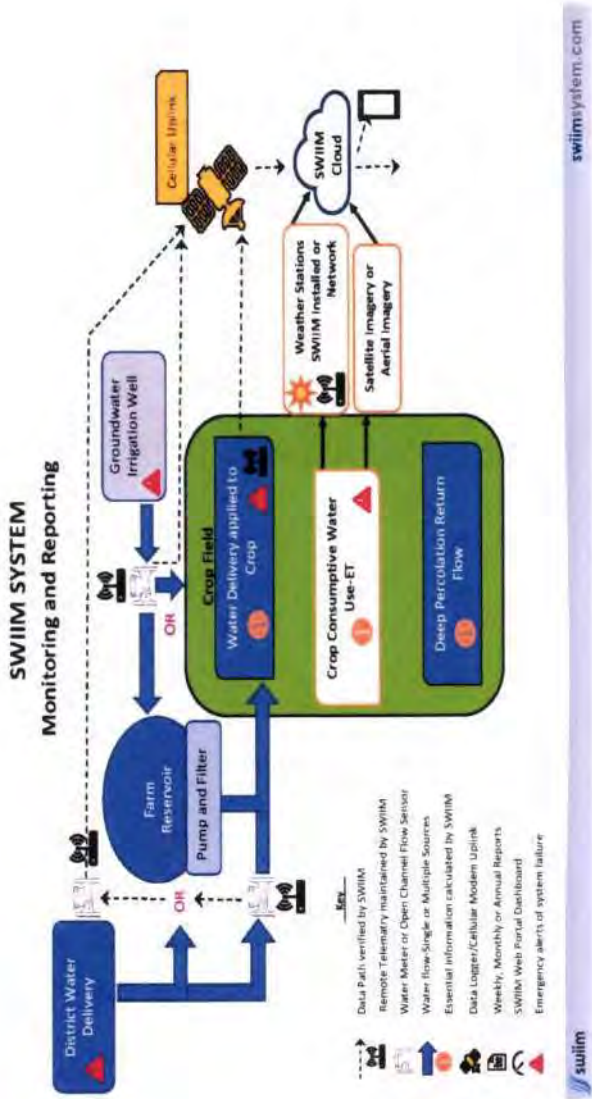 SWIIM SYSTEM
Monitoring and Reporting
District Water
Delivery
OR
Farm
Reservoir
Pump and Filter
OR
Groundwater
Irrigation Well
Cellular Uplink
Crop Field
Water Delivery applied to
Crop
Crop Consumptive Water
Use-ET
Deep Percolation Return
Flow
Weather Stations
SWIIM Installed or
Network
Satellite Imagery or
Aerial Imagery
SWIIM
Cloud
Key
Data Path verified by SWIIM
Remote Telematry maintained by SWIIM
Water Meter or Open Channel Flow Sensor
Water flow-Single or Multiple Sources
Essential information calculated by SWIIM
Data Logger/Cellular Modem Uplink
Weekly, Monthly or Annual Reports
SWIIM Web Portal Dashboard
Emergency alerts of system failure
swiim
swiimsystem.com